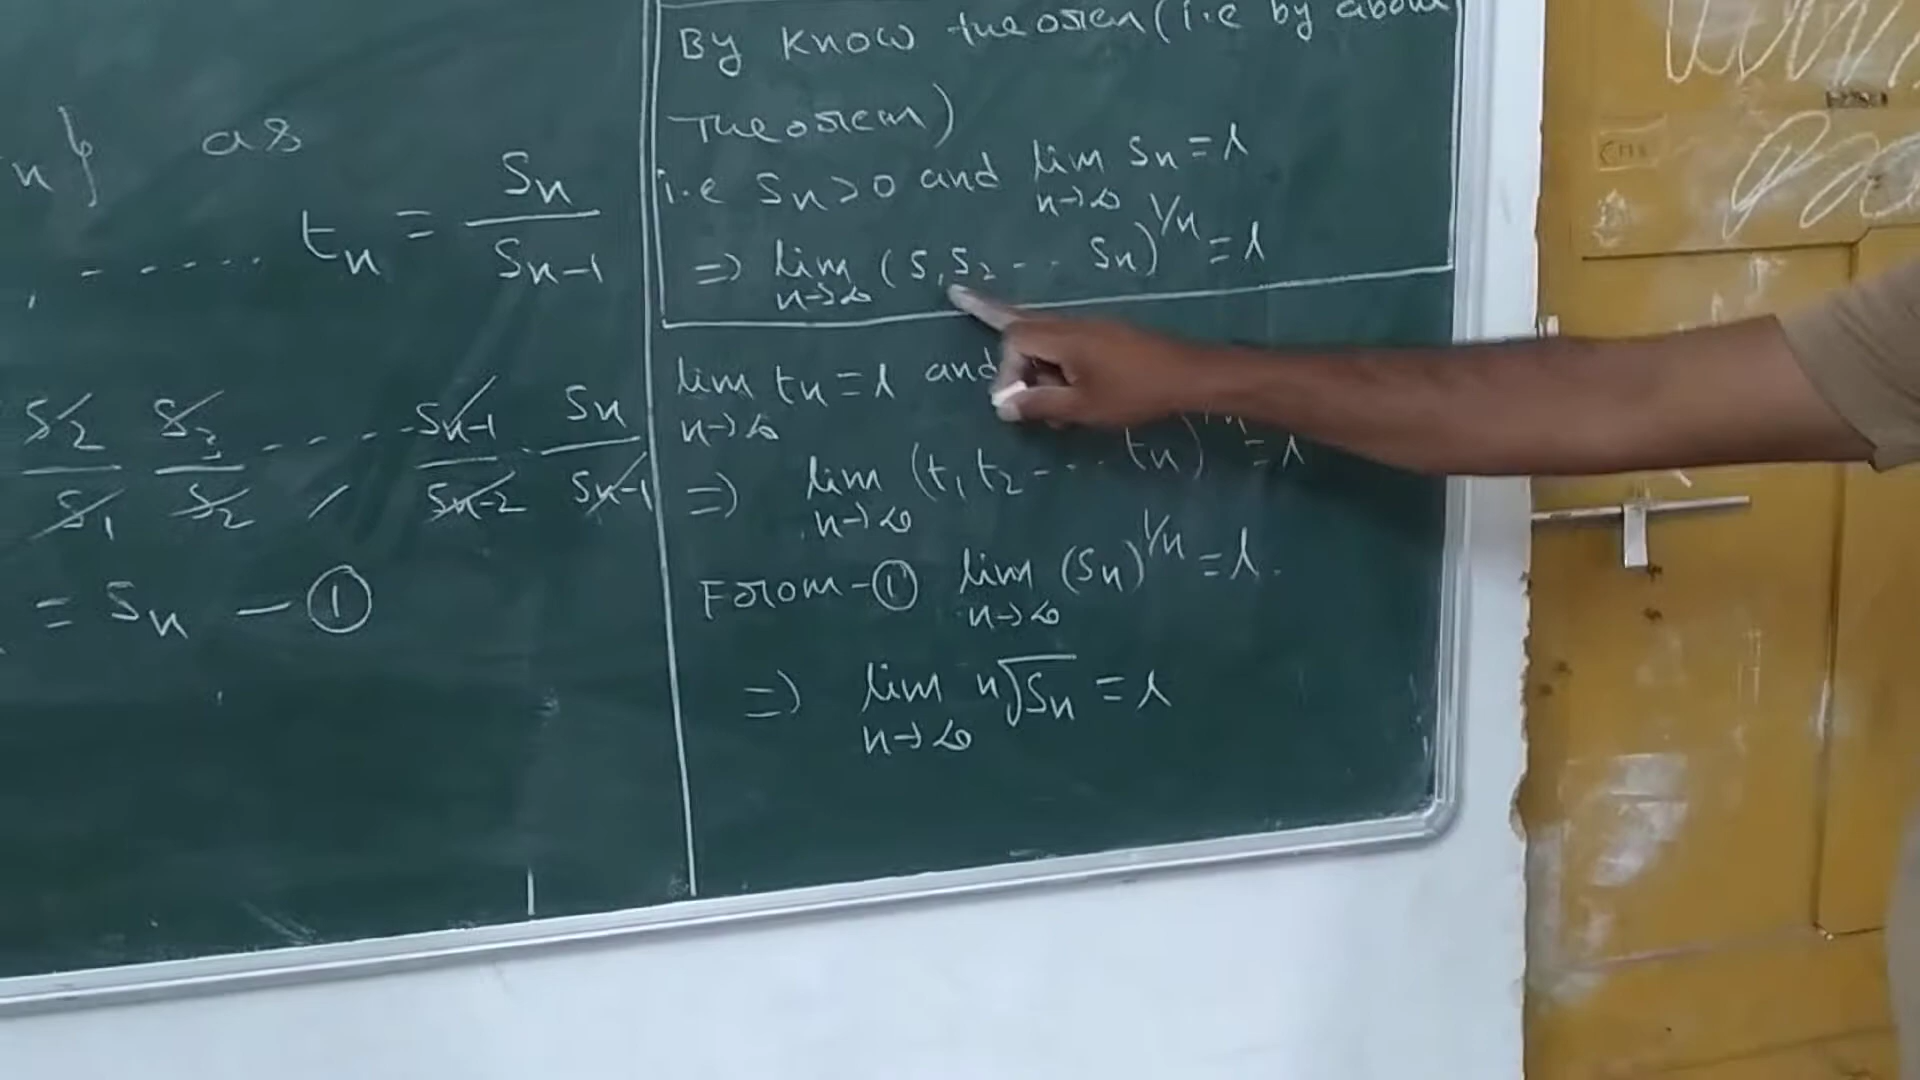 n} as
, ...... tn = Sn / Sn-1
S2/S1 S3/S2 ..... Sn-1/Sn-2 . Sn/Sn-1
= Sn - ①
By Know theorem (i.e by above
Theorem)
i.e Sn > 0 and lim n→∞ Sn = l
=> lim n→∞ (S1 S2 ... Sn)^1/n = l
lim n→∞ tn = l and
=> lim n→∞ (t1 t2 ... tn)^1/n = l
From - ① lim n→∞ (Sn)^1/n = l.
=> lim n→∞ n√Sn = l